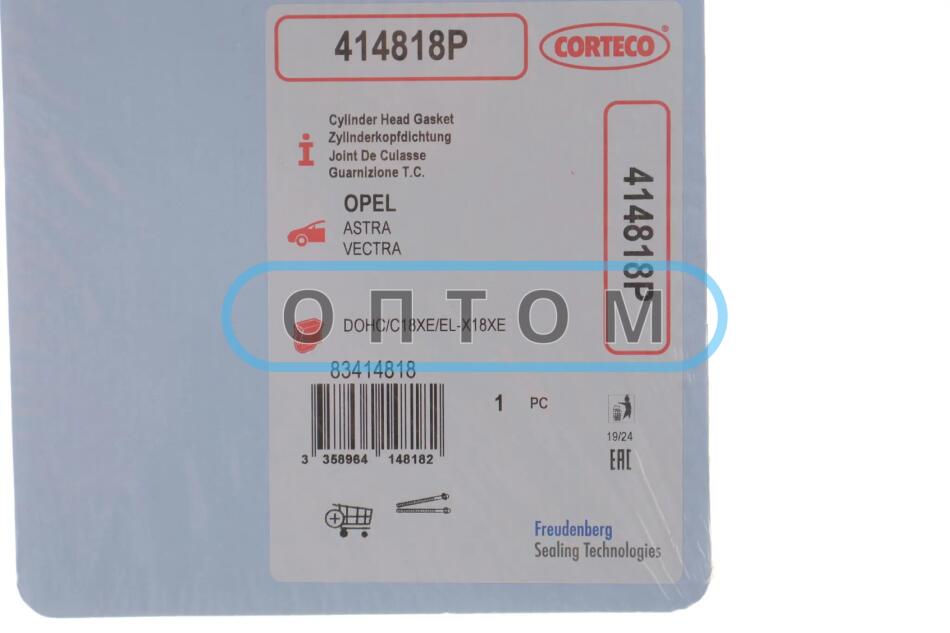 414818P
CORTECO®
Cylinder Head Gasket
Zylinderkopfdichtung
Joint De Culasse
Guarnizione T.C.
OPEL
ASTRA
VECTRA
414818P
ОПТОМ
DOHC/C18XE/EL-X18XE
83414818
1 PC
3 358964 148182
19/24
EAC
Freudenberg
Sealing Technologies